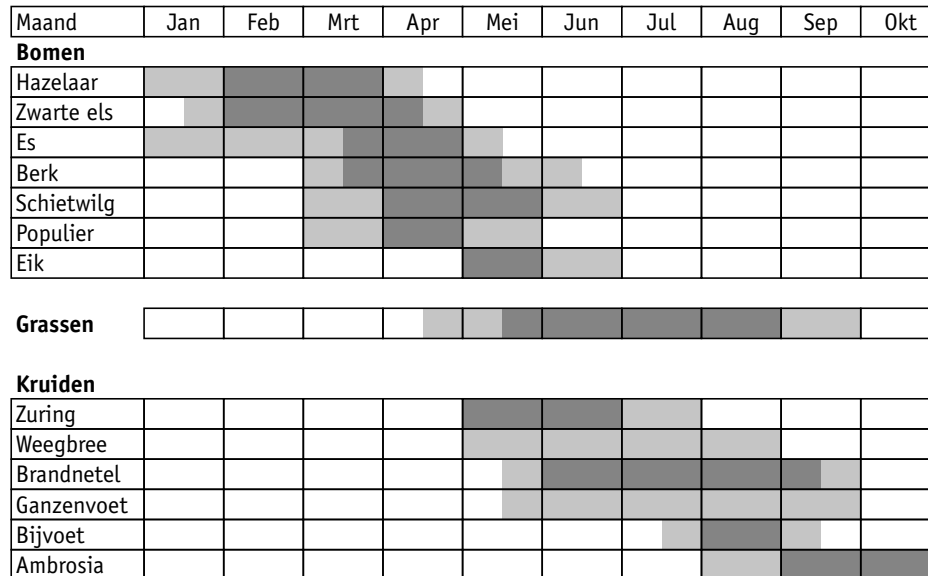 Maand Jan Feb Mrt Apr Mei Jun Jul Aug Sep Okt
Bomen
Hazelaar
Zwarte els
Es
Berk
Schietwilg
Populier
Eik
Grassen
Kruiden
Zuring
Weegbree
Brandnetel
Ganzenvoet
Bijvoet
Ambrosia